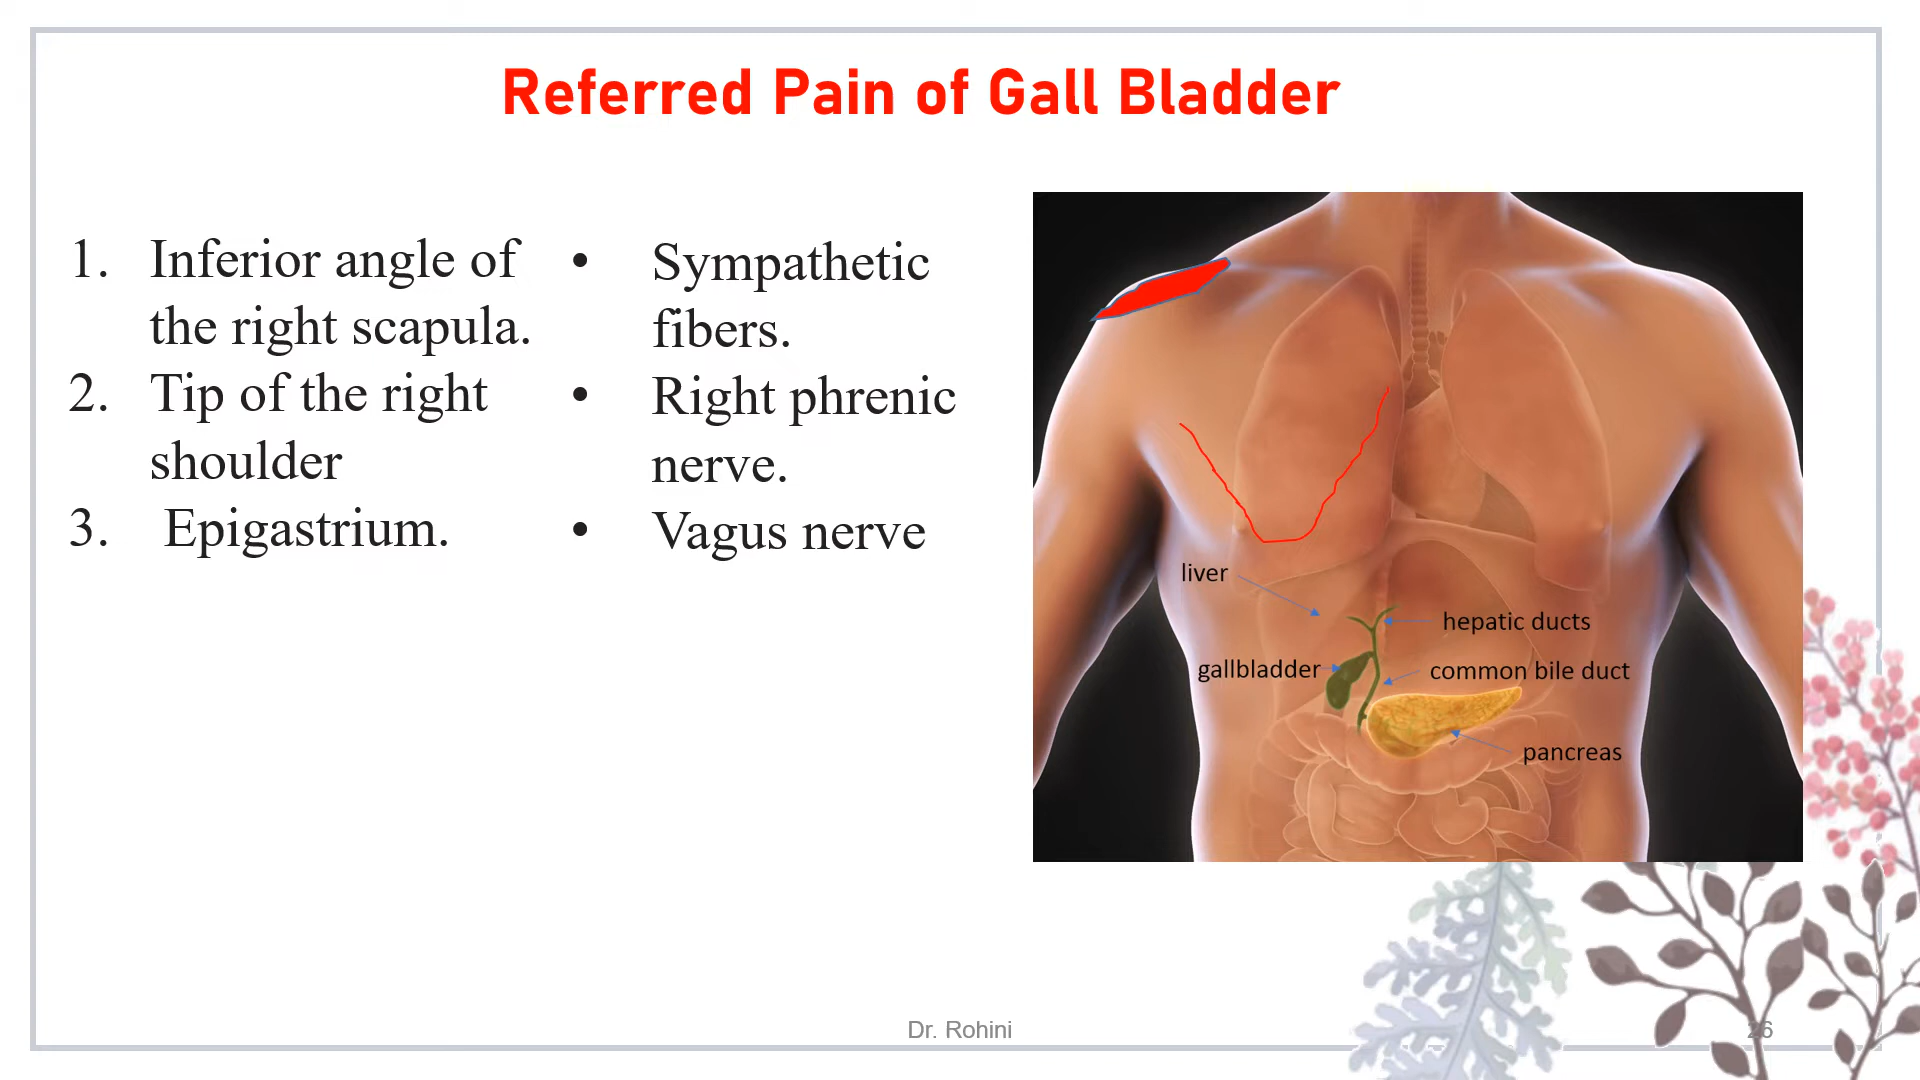 Referred Pain of Gall Bladder
1. Inferior angle of
the right scapula.
2. Tip of the right
shoulder
3. Epigastrium.
• Sympathetic
fibers.
• Right phrenic
nerve.
• Vagus nerve
liver
hepatic ducts
gallbladder
common bile duct
pancreas
Dr. Rohini
26